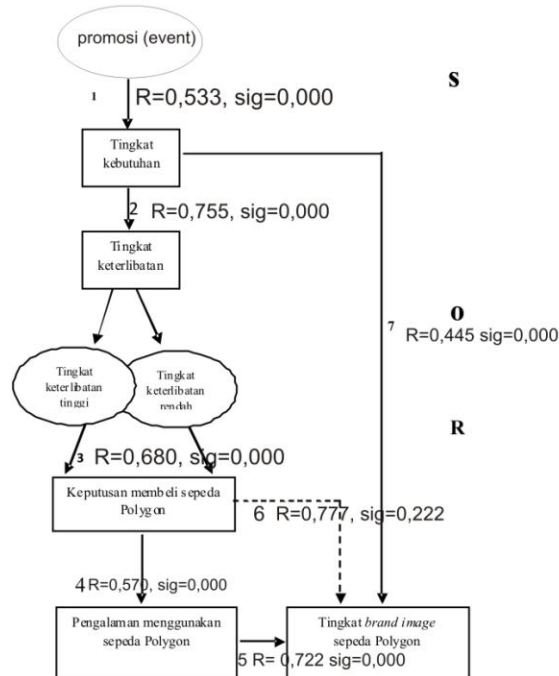 promosi (event)
S
1 R=0,533, sig=0,000
Tingkat
kebutuhan
2 R=0,755, sig=0,000
Tingkat
keterlibatan
O
7 R=0,445 sig=0,000
Tingkat
keterlibatan
tinggi
Tingkat
keterlibatan
rendah
R
3 R=0,680, sig=0,000
Keputusan membeli sepeda
Polygon
6 R=0,777, sig=0,222
4 R=0,570, sig=0,000
Pengalaman menggunakan
sepeda Polygon
Tingkat brand image
sepeda Polygon
5 R= 0,722 sig=0,000